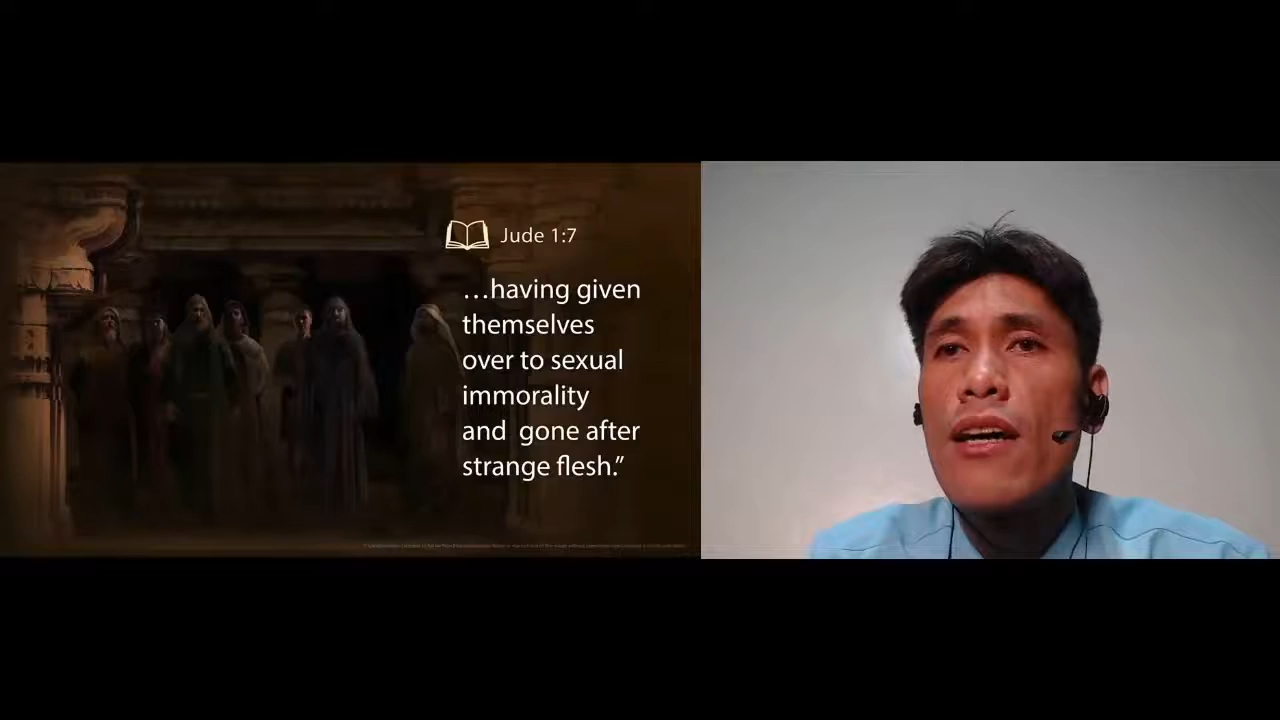 Jude 1:7
…having given
themselves
over to sexual
immorality
and gone after
strange flesh.”